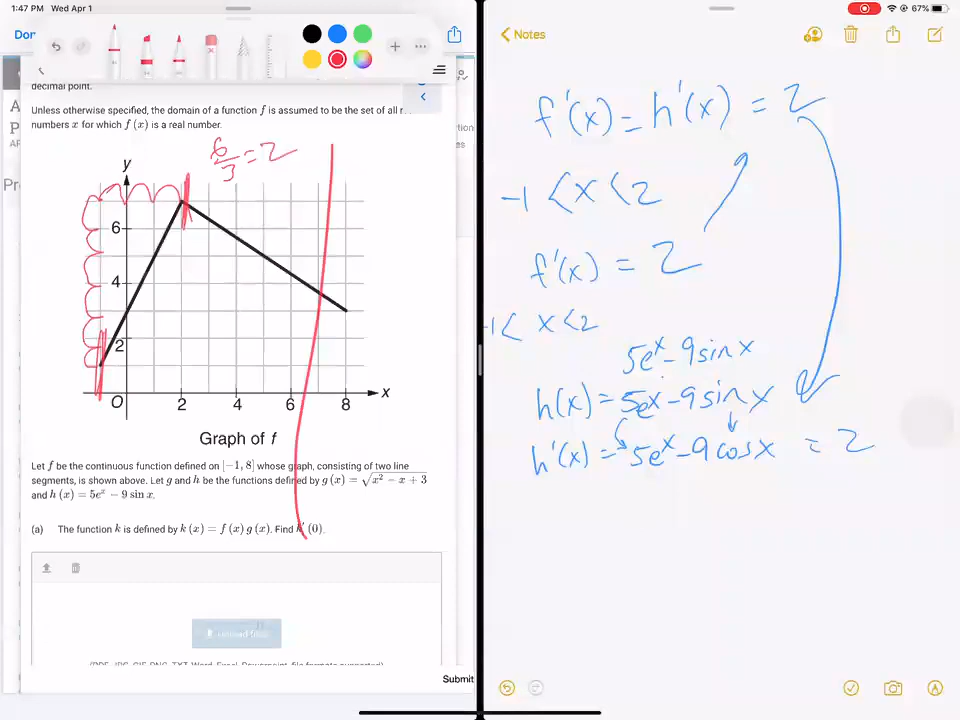 1:47 PM Wed Apr 1
67%
Don
decimal point.
Unless otherwise specified, the domain of a function f is assumed to be the set of all r
numbers x for which f (x) is a real number.
6/3 = 2
y
6
4
2
O
2
4
6
8
x
Graph of f
Let f be the continuous function defined on [−1, 8] whose graph, consisting of two line
segments, is shown above. Let g and h be the functions defined by g (x) = √x² − x + 3
and h (x) = 5eˣ − 9 sin x.
(a) The function k is defined by k (x) = f (x) g (x). Find k′ (0).
Submit
Notes
f'(x) = h'(x) = 2
-1 < x < 2
f'(x) = 2
-1 < x < 2
5eˣ - 9 sin x
h(x) = 5eˣ - 9 sin x
h'(x) = 5eˣ - 9 cos x = 2